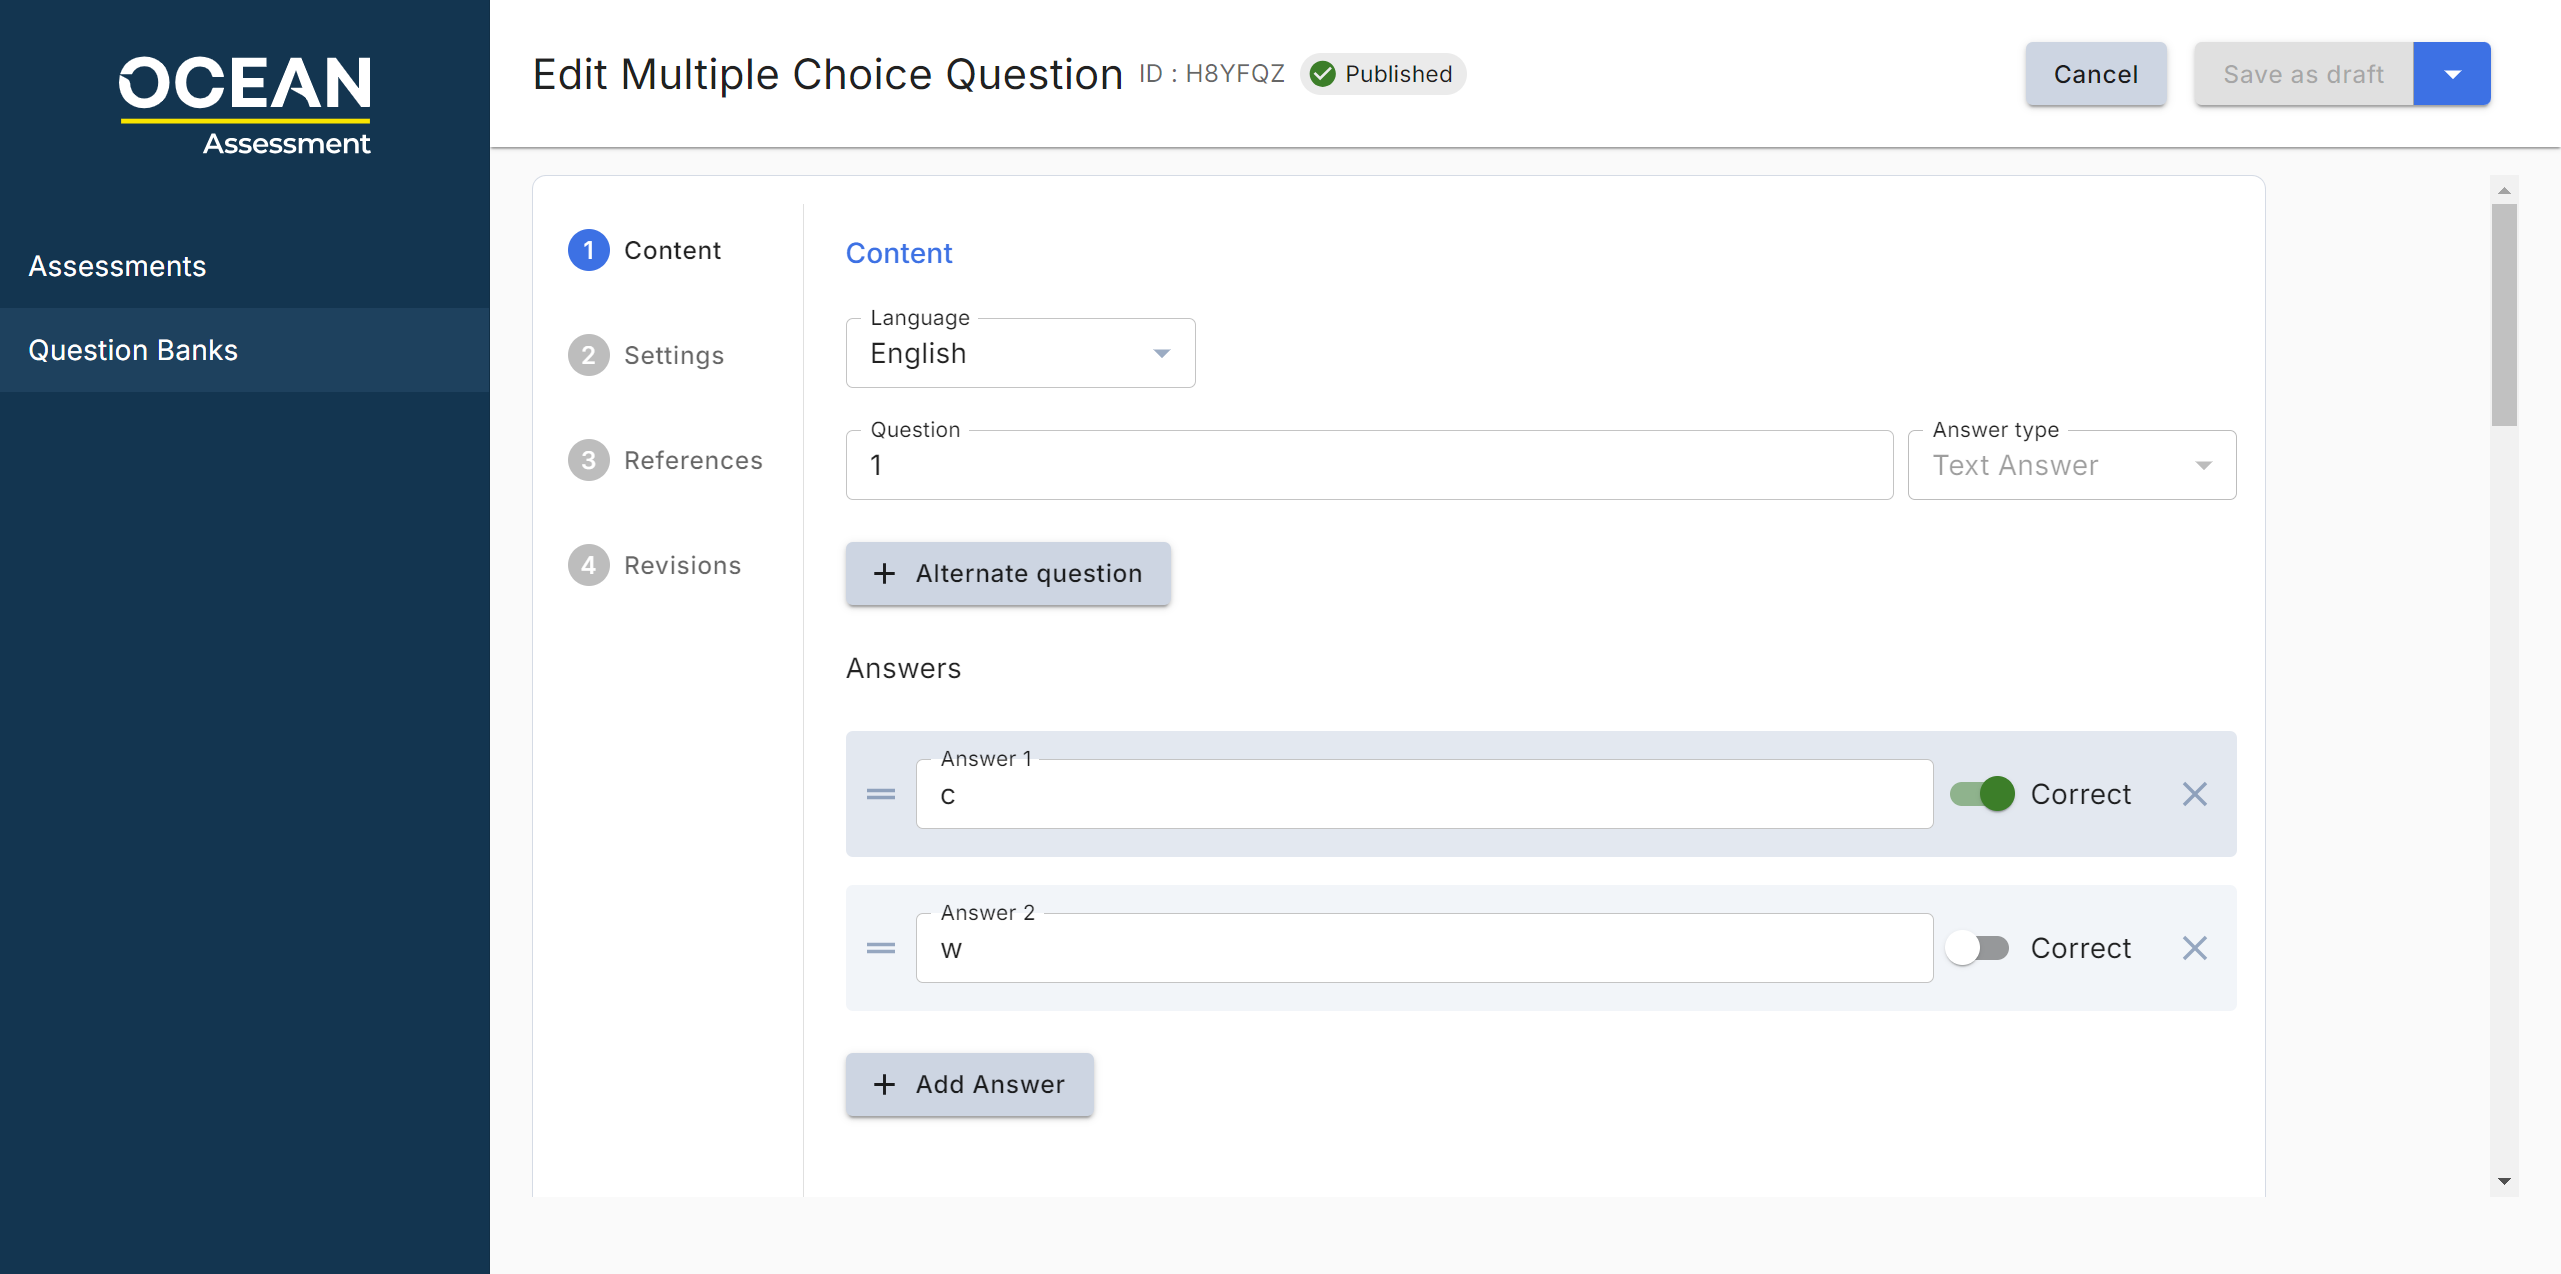 OCEAN
Assessment
Assessments
Question Banks
Edit Multiple Choice Question ID : H8YFQZ Published
Cancel
Save as draft
1 Content
2 Settings
3 References
4 Revisions
Content
Language
English
Question
1
Answer type
Text Answer
Alternate question
Answers
Answer 1
c
Correct
Answer 2
w
Correct
Add Answer